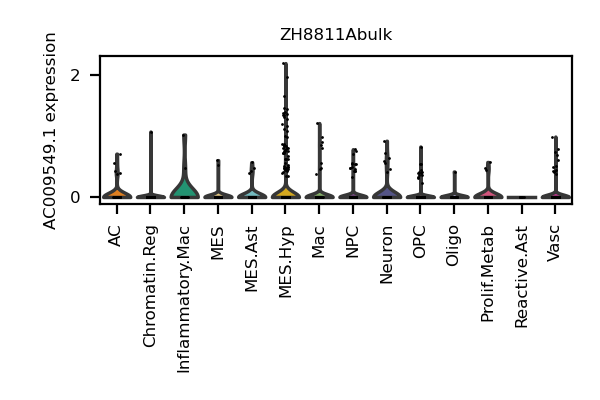 ZH8811Abulk
AC009549.1 expression
2
0
AC
Chromatin.Reg
Inflammatory.Mac
MES
MES.Ast
MES.Hyp
Mac
NPC
Neuron
OPC
Oligo
Prolif.Metab
Reactive.Ast
Vasc